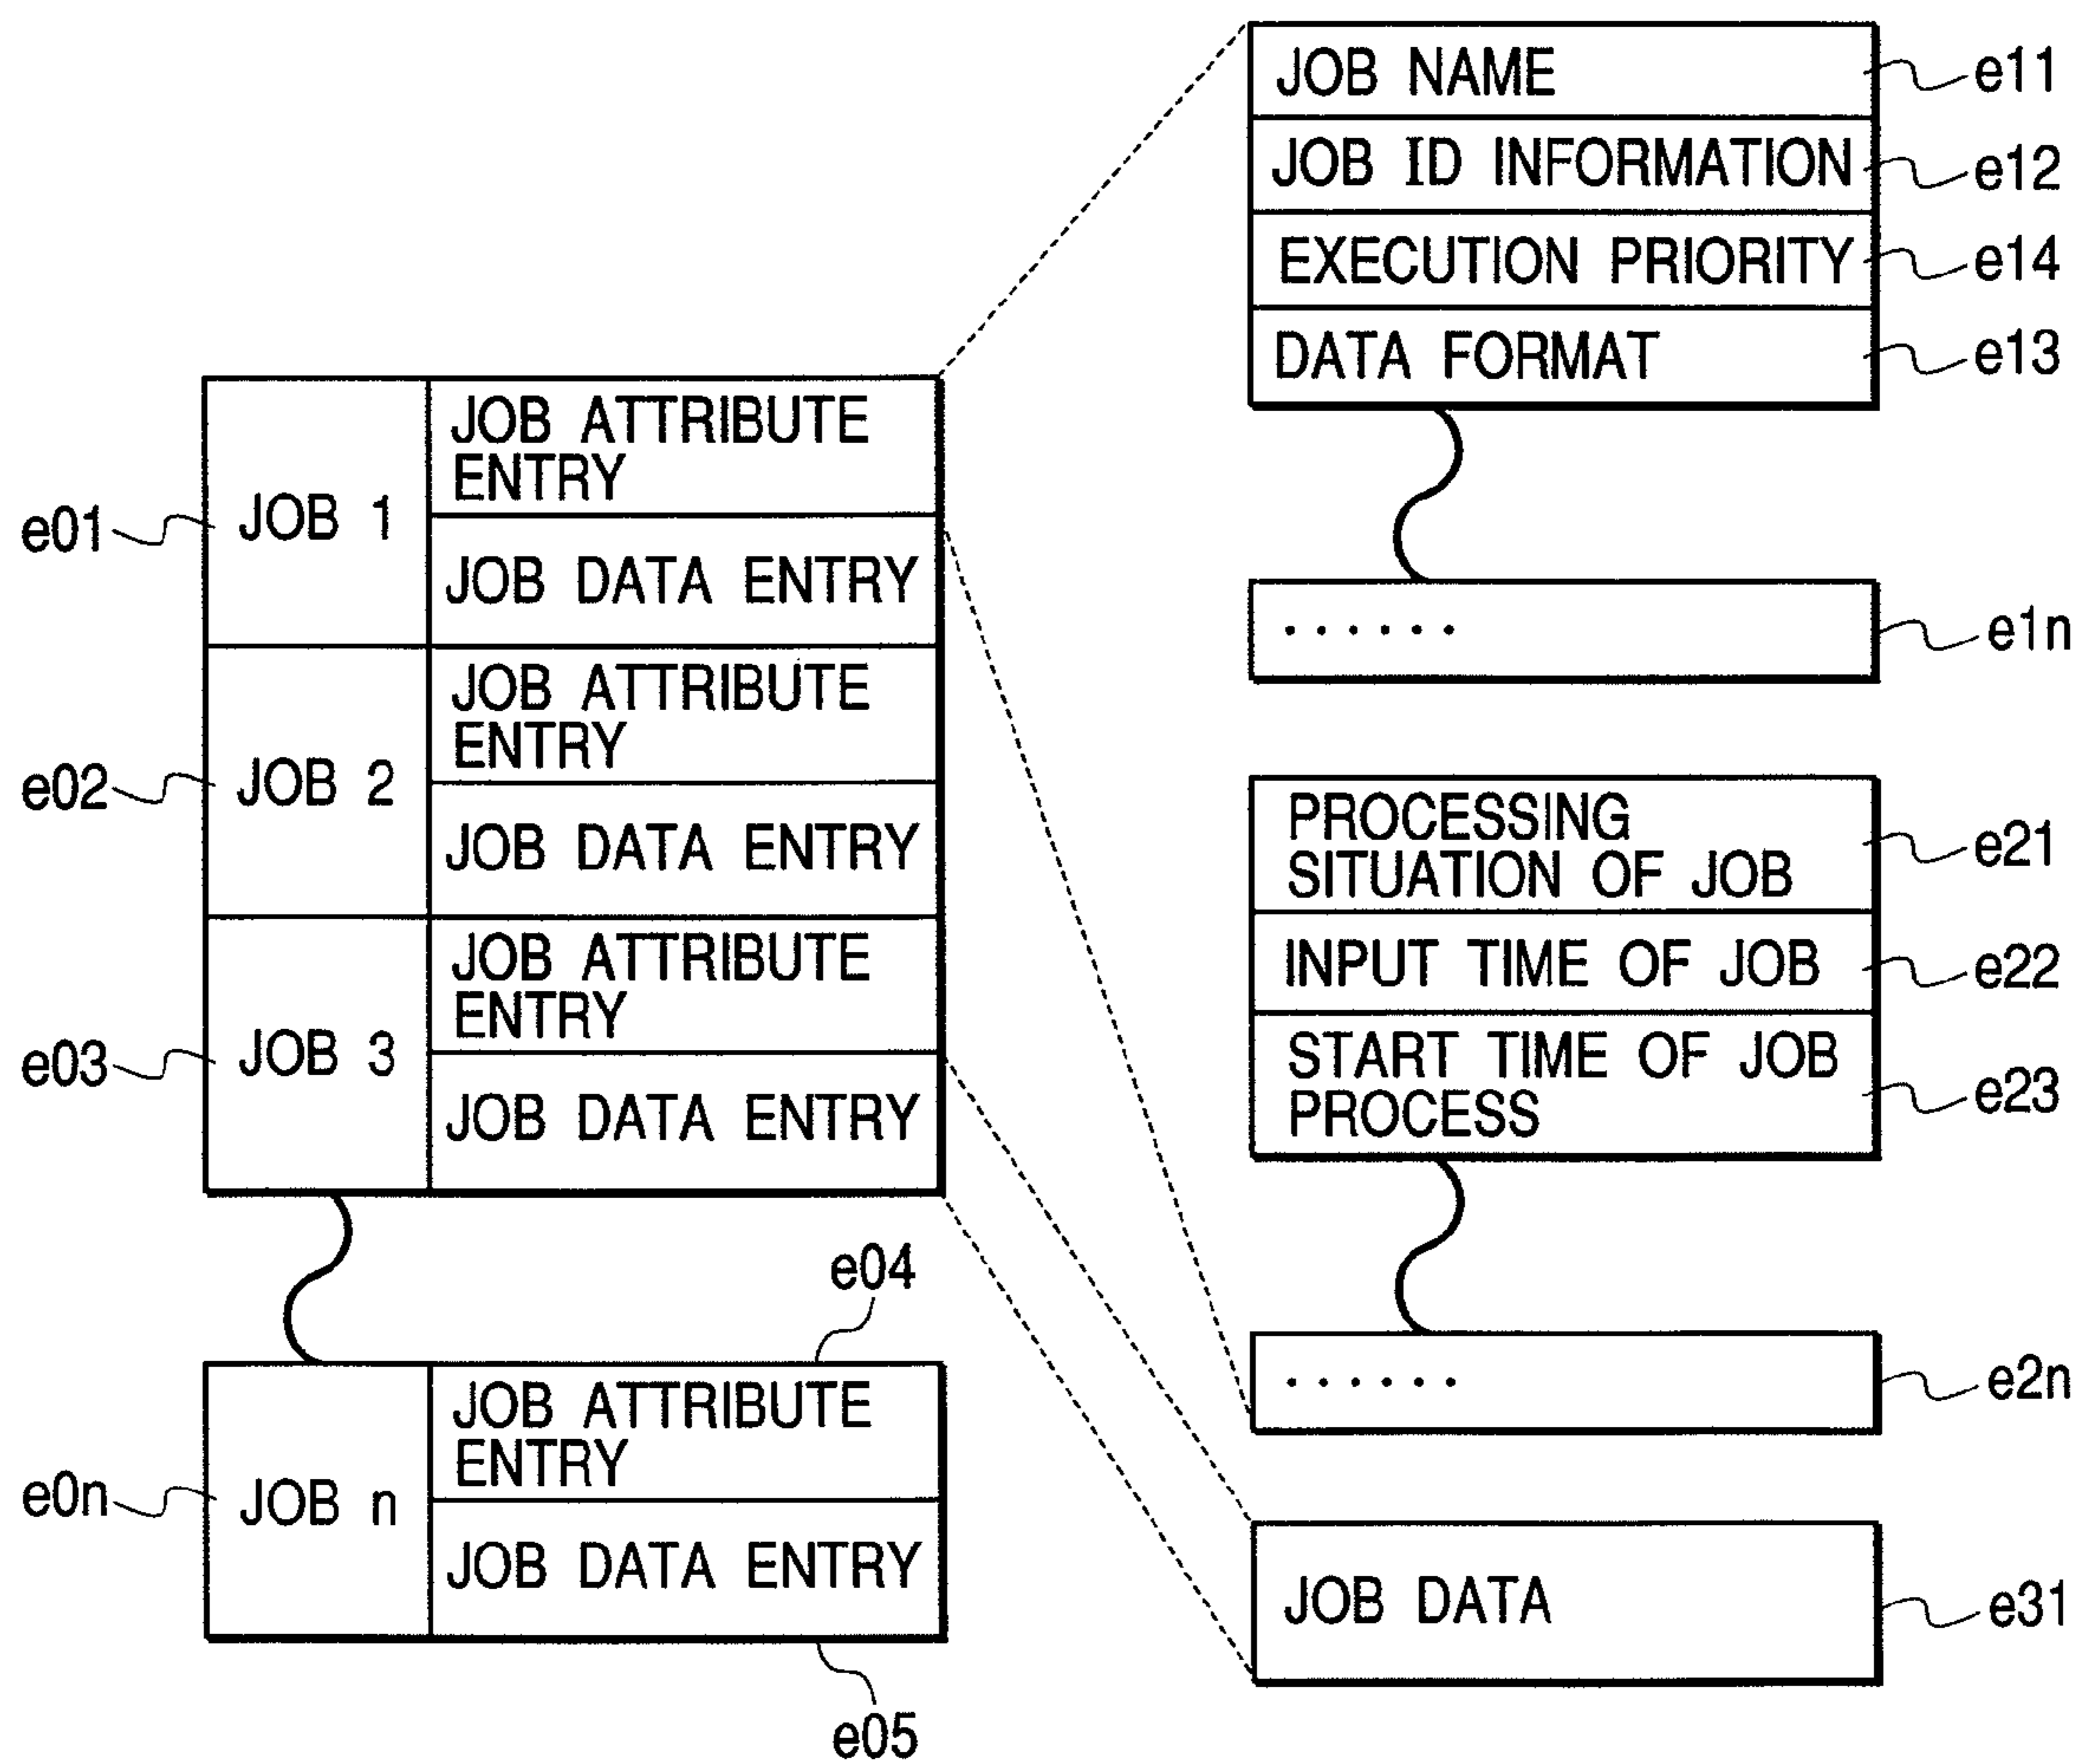 JOB NAME
e11
JOB ID INFORMATION
e12
EXECUTION PRIORITY
e14
DATA FORMAT
e13
......
e1n
e01
JOB 1
JOB ATTRIBUTE
ENTRY
JOB DATA ENTRY
e02
JOB 2
JOB ATTRIBUTE
ENTRY
JOB DATA ENTRY
e03
JOB 3
JOB ATTRIBUTE
ENTRY
JOB DATA ENTRY
e04
e0n
JOB n
JOB ATTRIBUTE
ENTRY
JOB DATA ENTRY
e05
PROCESSING
SITUATION OF JOB
e21
INPUT TIME OF JOB
e22
START TIME OF JOB
PROCESS
e23
......
e2n
JOB DATA
e31